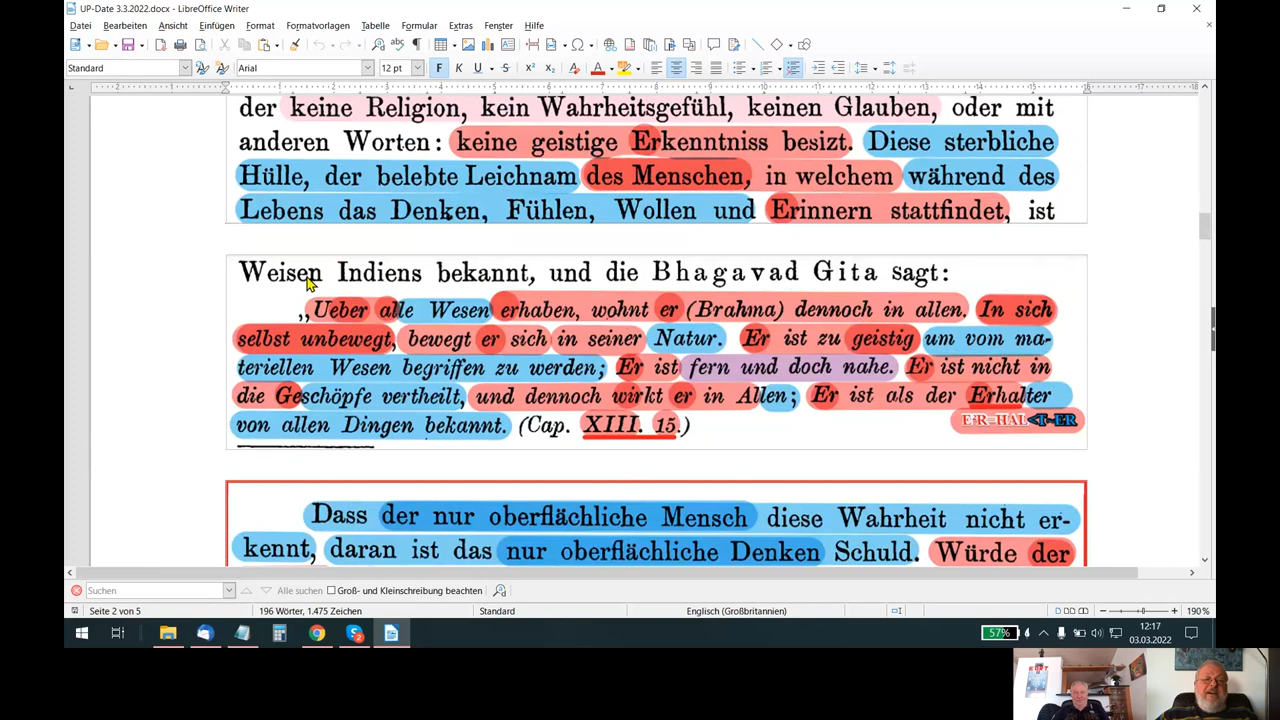 UP-Date 3.3.2022.docx - LibreOffice Writer
Datei Bearbeiten Ansicht Einfügen Format Formatvorlagen Tabelle Formular Extras Fenster Hilfe
Standard Arial 12 pt F K U
der keine Religion, kein Wahrheitsgefühl, keinen Glauben, oder mit
anderen Worten: keine geistige Erkenntniss besizt. Diese sterbliche
Hülle, der belebte Leichnam des Menschen, in welchem während des
Lebens das Denken, Fühlen, Wollen und Erinnern stattfindet, ist
Weisen Indiens bekannt, und die Bhagavad Gita sagt:
„Ueber alle Wesen erhaben, wohnt er (Brahma) dennoch in allen. In sich
selbst unbewegt, bewegt er sich in seiner Natur. Er ist zu geistig um vom ma-
teriellen Wesen begriffen zu werden; Er ist fern und doch nahe. Er ist nicht in
die Geschöpfe vertheilt, und dennoch wirkt er in Allen; Er ist als der Erhalter
von allen Dingen bekannt. (Cap. XIII. 15.)
Dass der nur oberflächliche Mensch diese Wahrheit nicht er-
kennt, daran ist das nur oberflächliche Denken Schuld. Würde der
Suchen Alle suchen Groß- und Kleinschreibung beachten
Seite 2 von 5 196 Wörter, 1.475 Zeichen Standard Englisch (Großbritannien) 190%
57% 12:17
03.03.2022